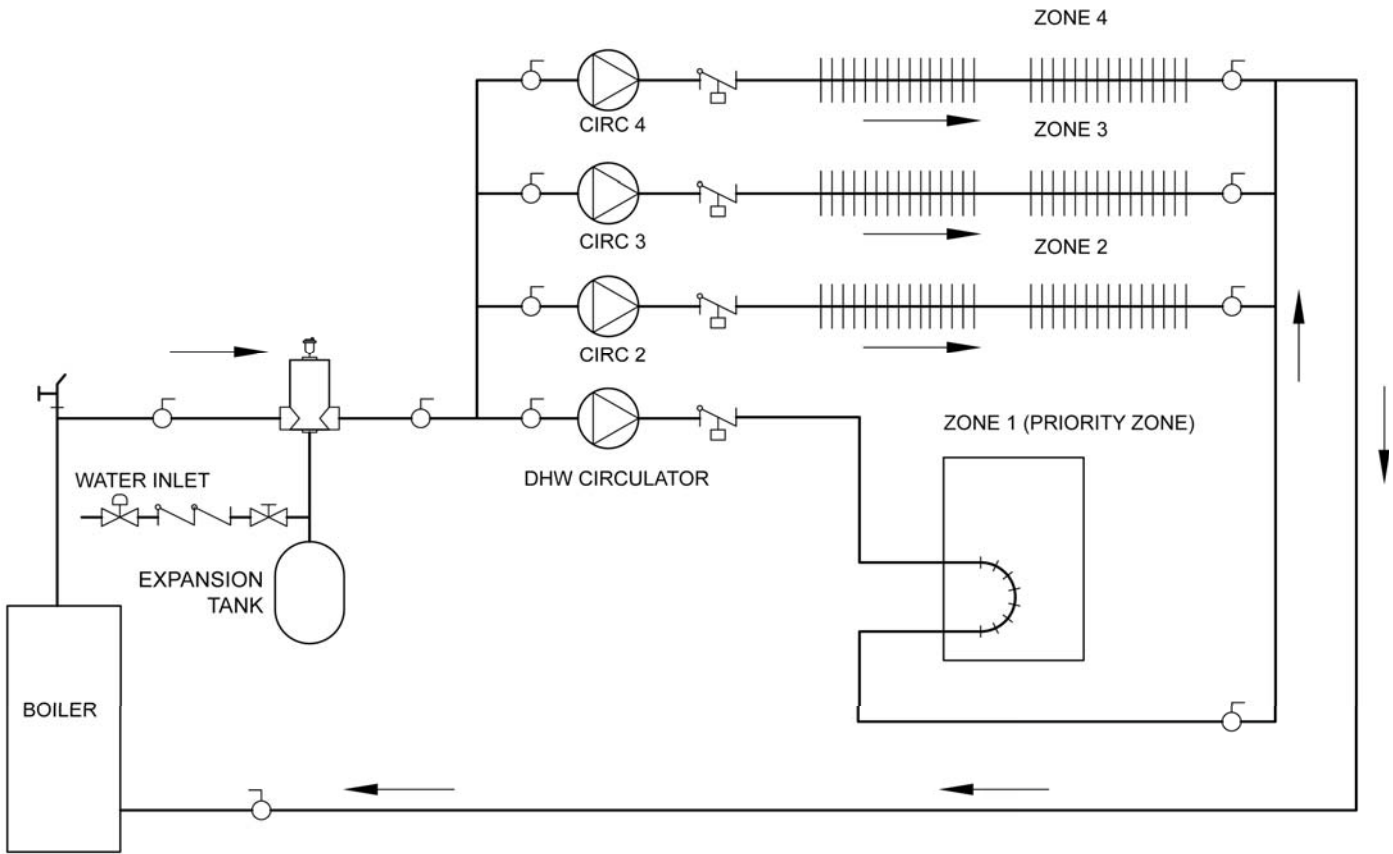 ZONE 4
CIRC 4
ZONE 3
CIRC 3
ZONE 2
CIRC 2
ZONE 1 (PRIORITY ZONE)
DHW CIRCULATOR
WATER INLET
EXPANSION
TANK
BOILER